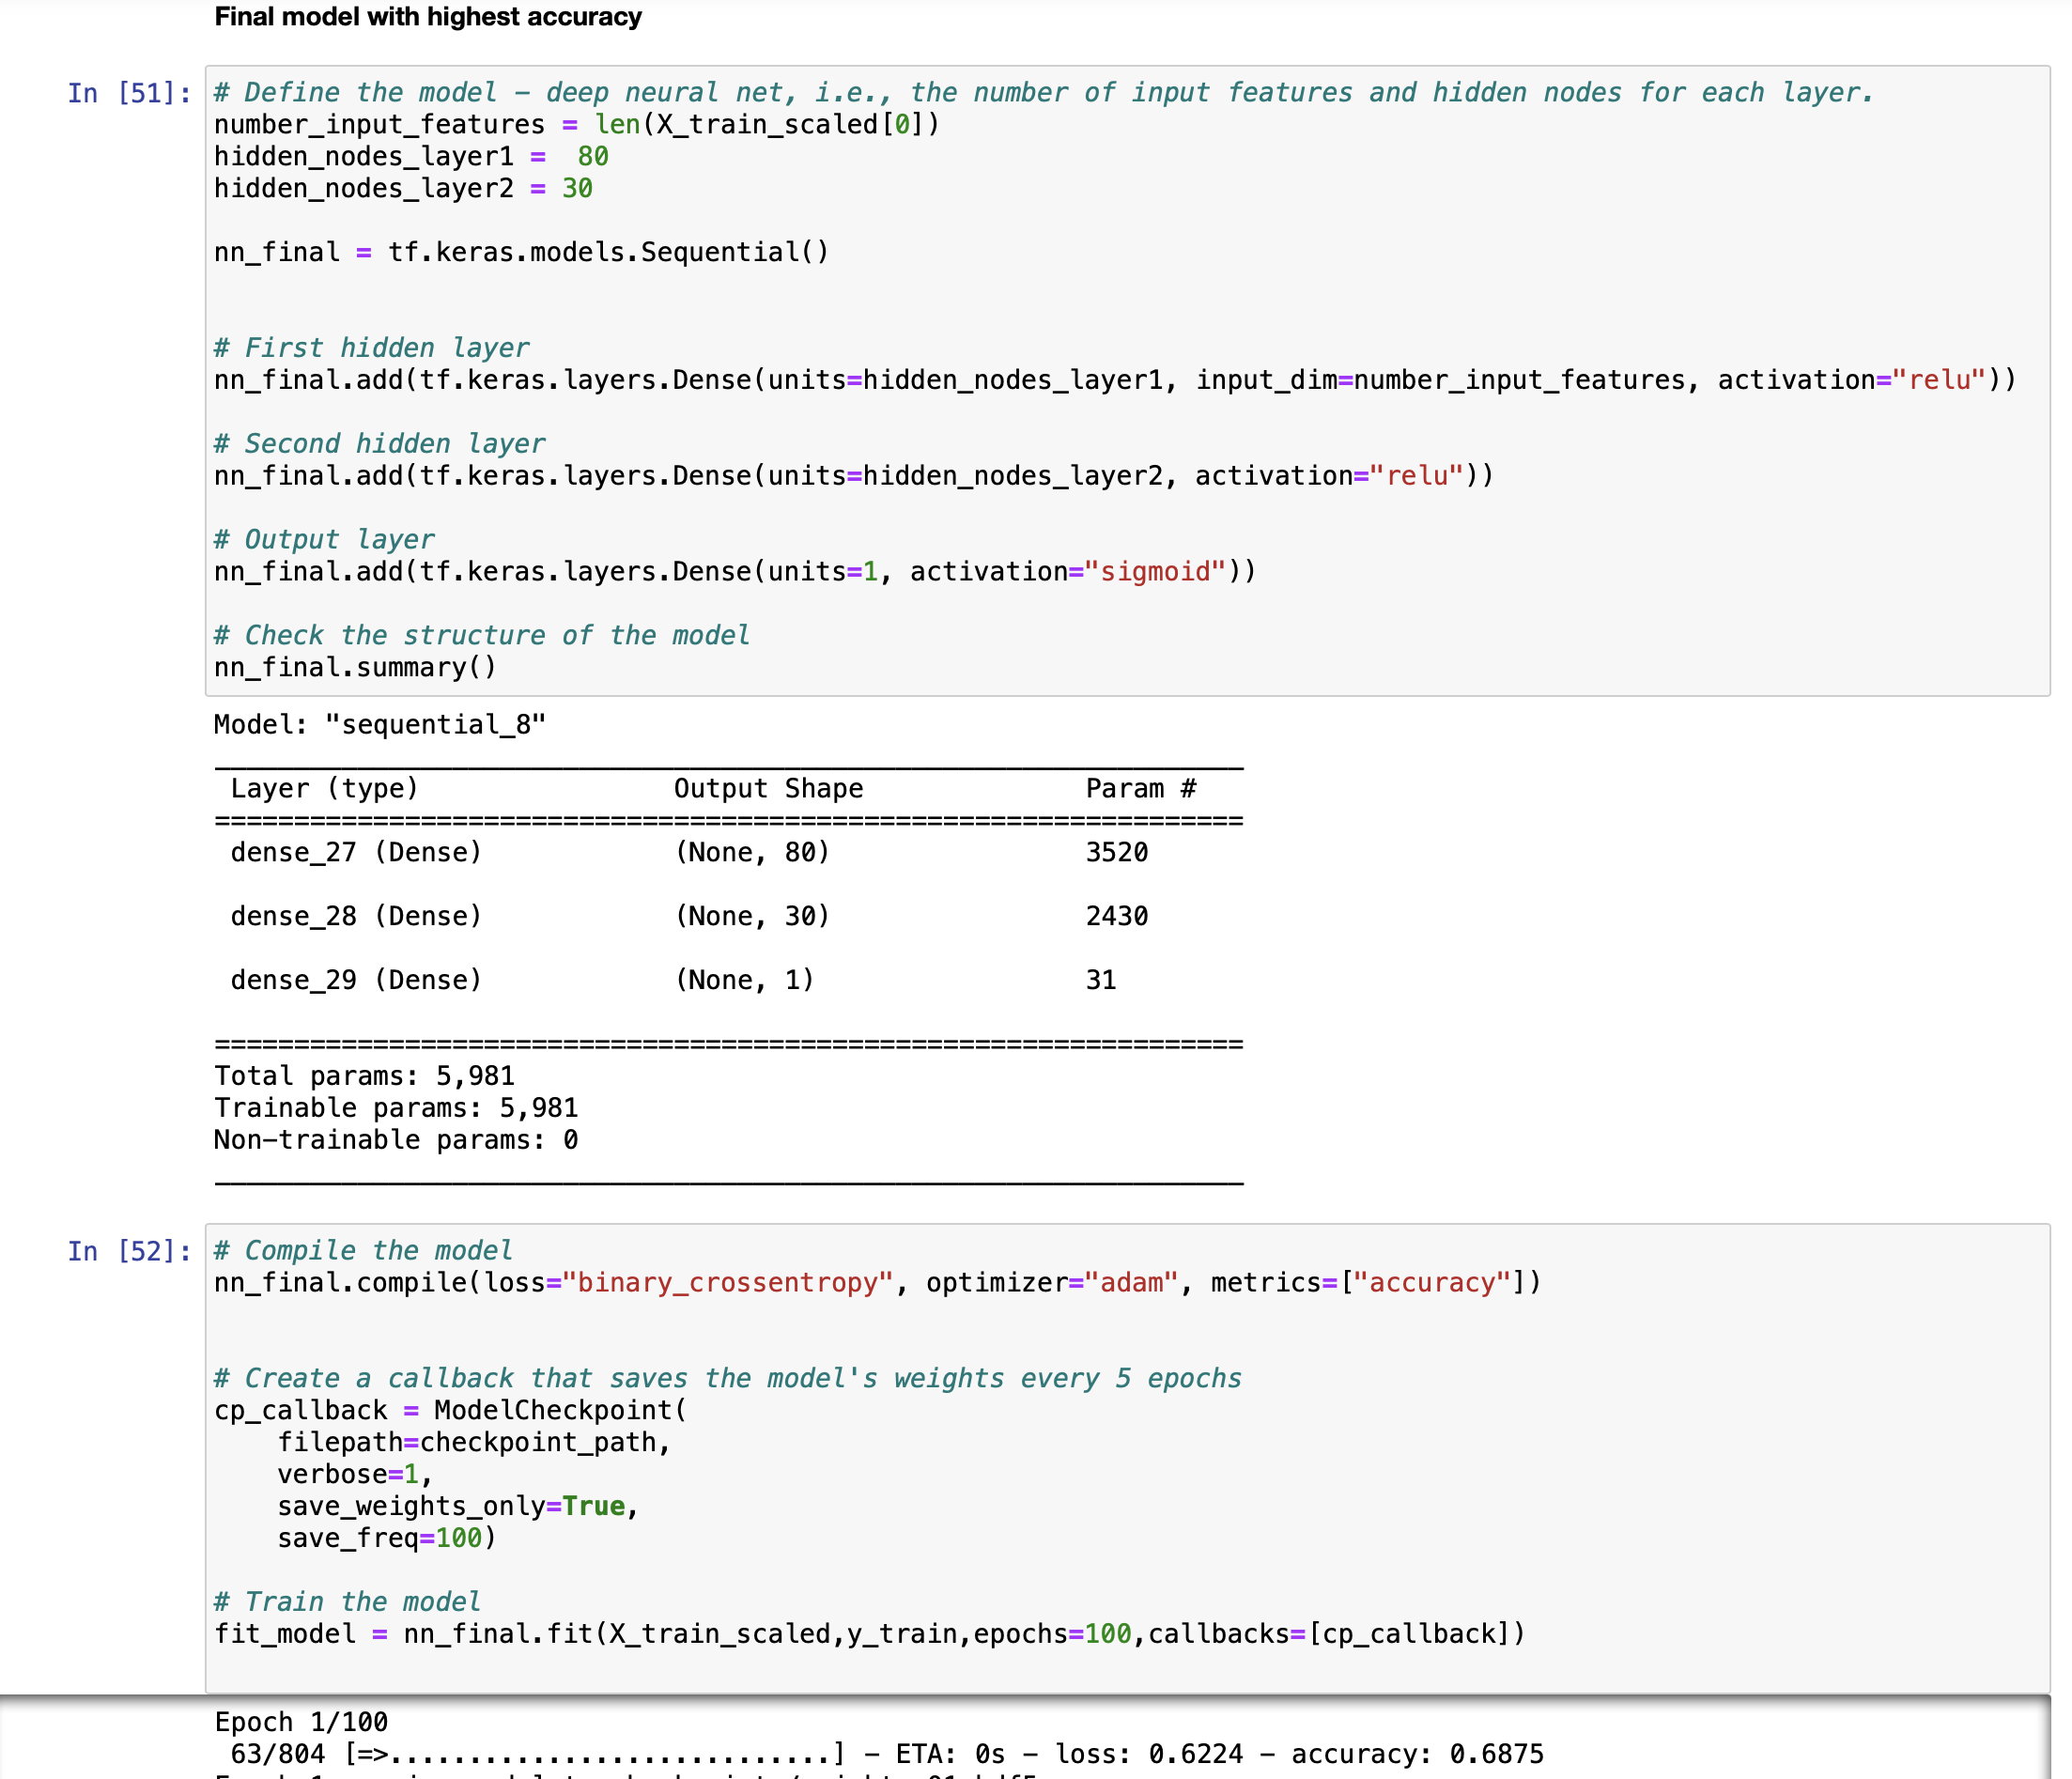 Final model with highest accuracy
In [51]:
# Define the model – deep neural net, i.e., the number of input features and hidden nodes for each layer.
number_input_features = len(X_train_scaled[0])
hidden_nodes_layer1 =  80
hidden_nodes_layer2 = 30
nn_final = tf.keras.models.Sequential()
# First hidden layer
nn_final.add(tf.keras.layers.Dense(units=hidden_nodes_layer1, input_dim=number_input_features, activation="relu"))
# Second hidden layer
nn_final.add(tf.keras.layers.Dense(units=hidden_nodes_layer2, activation="relu"))
# Output layer
nn_final.add(tf.keras.layers.Dense(units=1, activation="sigmoid"))
# Check the structure of the model
nn_final.summary()
Model: "sequential_8"
Layer (type) Output Shape Param #
dense_27 (Dense) (None, 80) 3520
dense_28 (Dense) (None, 30) 2430
dense_29 (Dense) (None, 1) 31
Total params: 5,981
Trainable params: 5,981
Non-trainable params: 0
In [52]:
# Compile the model
nn_final.compile(loss="binary_crossentropy", optimizer="adam", metrics=["accuracy"])
# Create a callback that saves the model's weights every 5 epochs
cp_callback = ModelCheckpoint(
    filepath=checkpoint_path,
    verbose=1,
    save_weights_only=True,
    save_freq=100)
# Train the model
fit_model = nn_final.fit(X_train_scaled,y_train,epochs=100,callbacks=[cp_callback])
Epoch 1/100
63/804 [=>............................] - ETA: 0s - loss: 0.6224 - accuracy: 0.6875